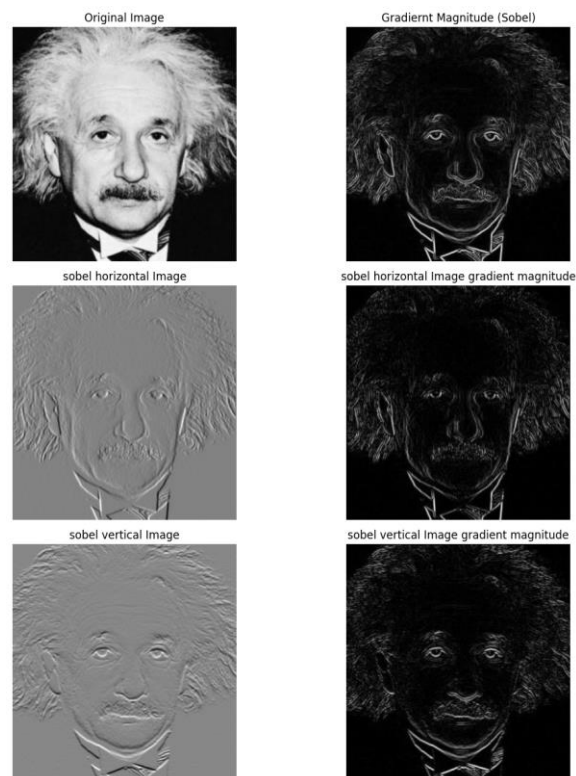 Original Image
Gradiernt Magnitude (Sobel)
sobel horizontal Image
sobel horizontal Image gradient magnitude
sobel vertical Image
sobel vertical Image gradient magnitude